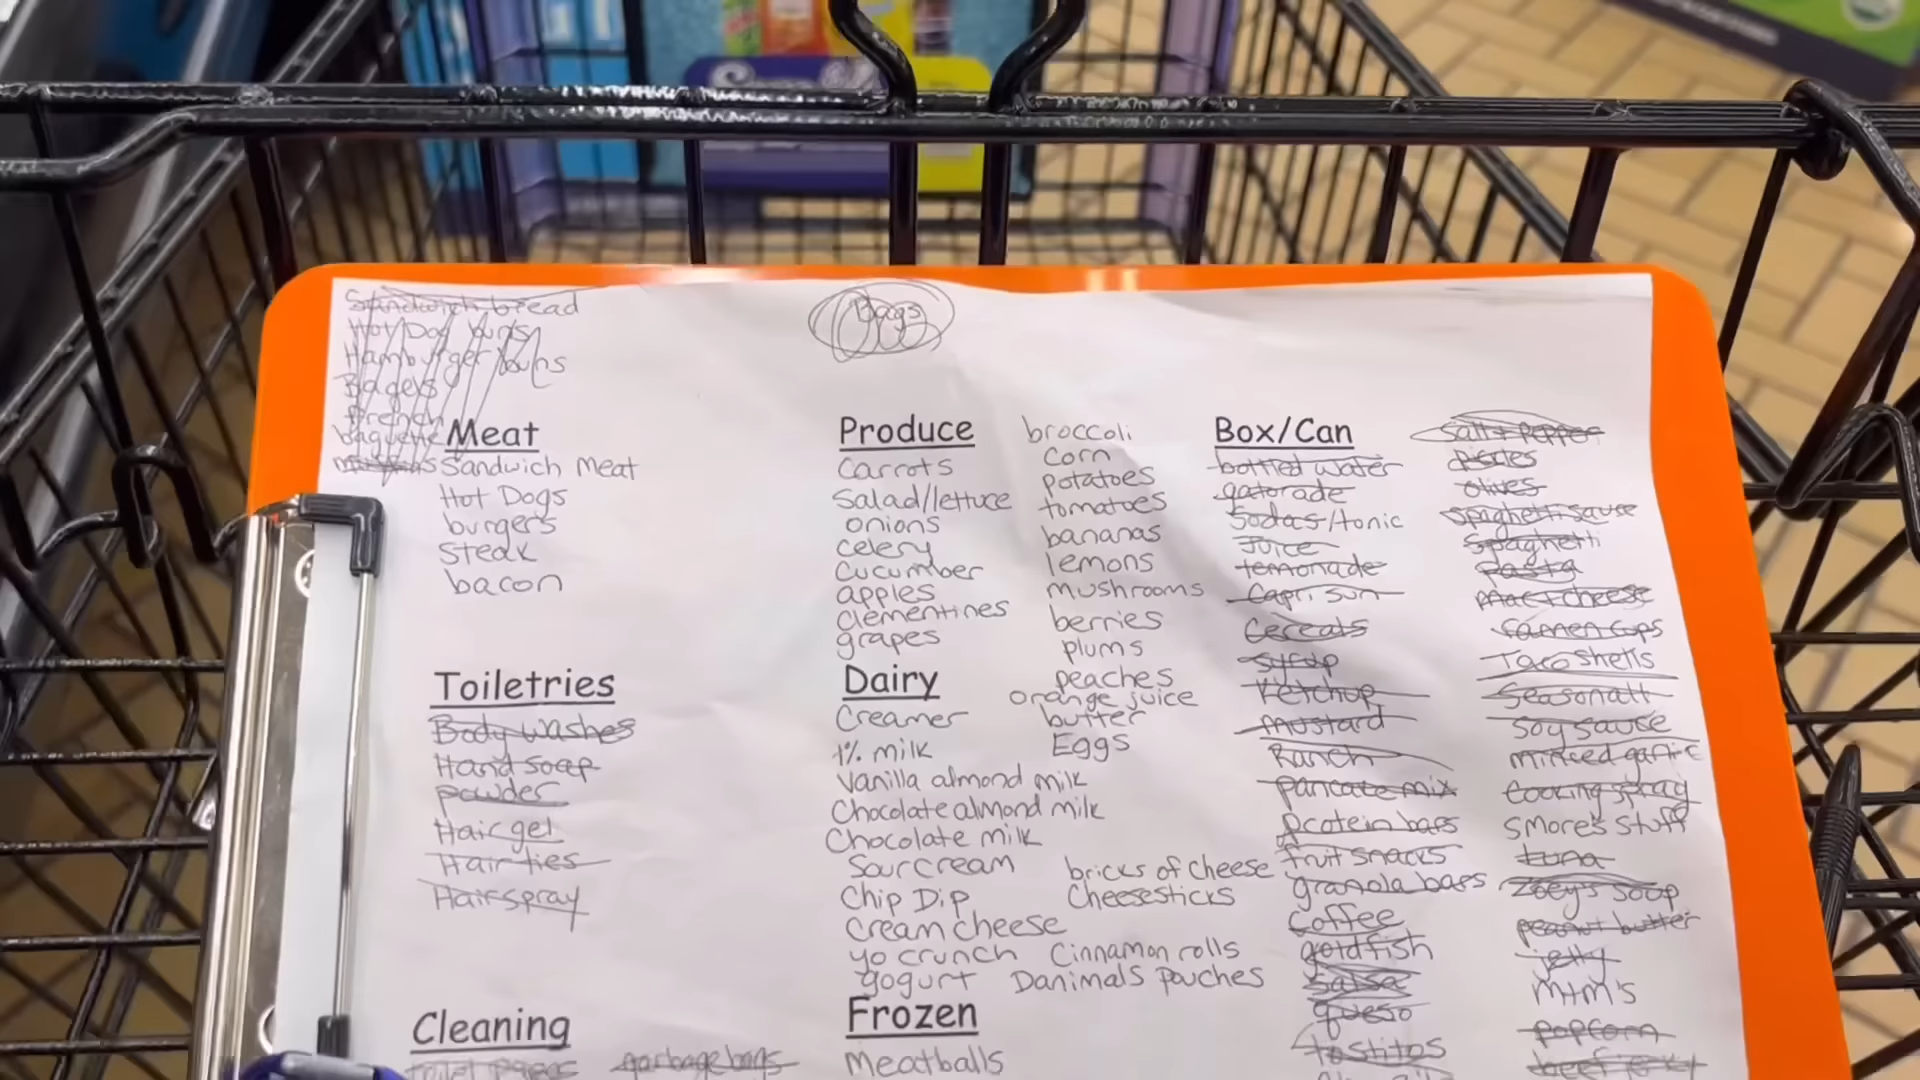 Sandwich bread
Hot Dog buns
Hamburger buns
Bagels
French
baguette
Bags
Meat
Sandwich meat
Hot Dogs
burgers
steak
bacon
Toiletries
Body washes
Hand soap
powder
Hair gel
Hair ties
Hairspray
Cleaning
toilet paper garbage bags
Produce
Carrots
Salad/lettuce
onions
celery
cucumber
apples
clementines
grapes
broccoli
corn
potatoes
tomatoes
bananas
lemons
mushrooms
berries
plums
peaches
Dairy
Creamer
1% milk
Vanilla almond milk
Chocolate almond milk
Chocolate milk
Sour cream
Chip Dip
Cream cheese
yo crunch
yogurt
orange juice
butter
Eggs
bricks of cheese
Cheesesticks
Cinnamon rolls
Danimals pouches
Frozen
Meatballs
Box/Can
bottled water
gatorade
Sodas/tonic
Juice
lemonade
Capri sun
Cereals
syrup
Ketchup
mustard
Ranch
pancake mix
protein bars
fruit snacks
granola bars
Coffee
goldfish
Salsa
queso
tostitos
Salt + pepper
pickles
olives
spaghetti sauce
Spaghetti
Pasta
mac + cheese
ramen cups
Taco shells
Seasonall
Soy sauce
minced garlic
Cooking spray
Smores stuff
tuna
Zoey's soup
peanut butter
jelly
m+m's
popcorn
beef jerky